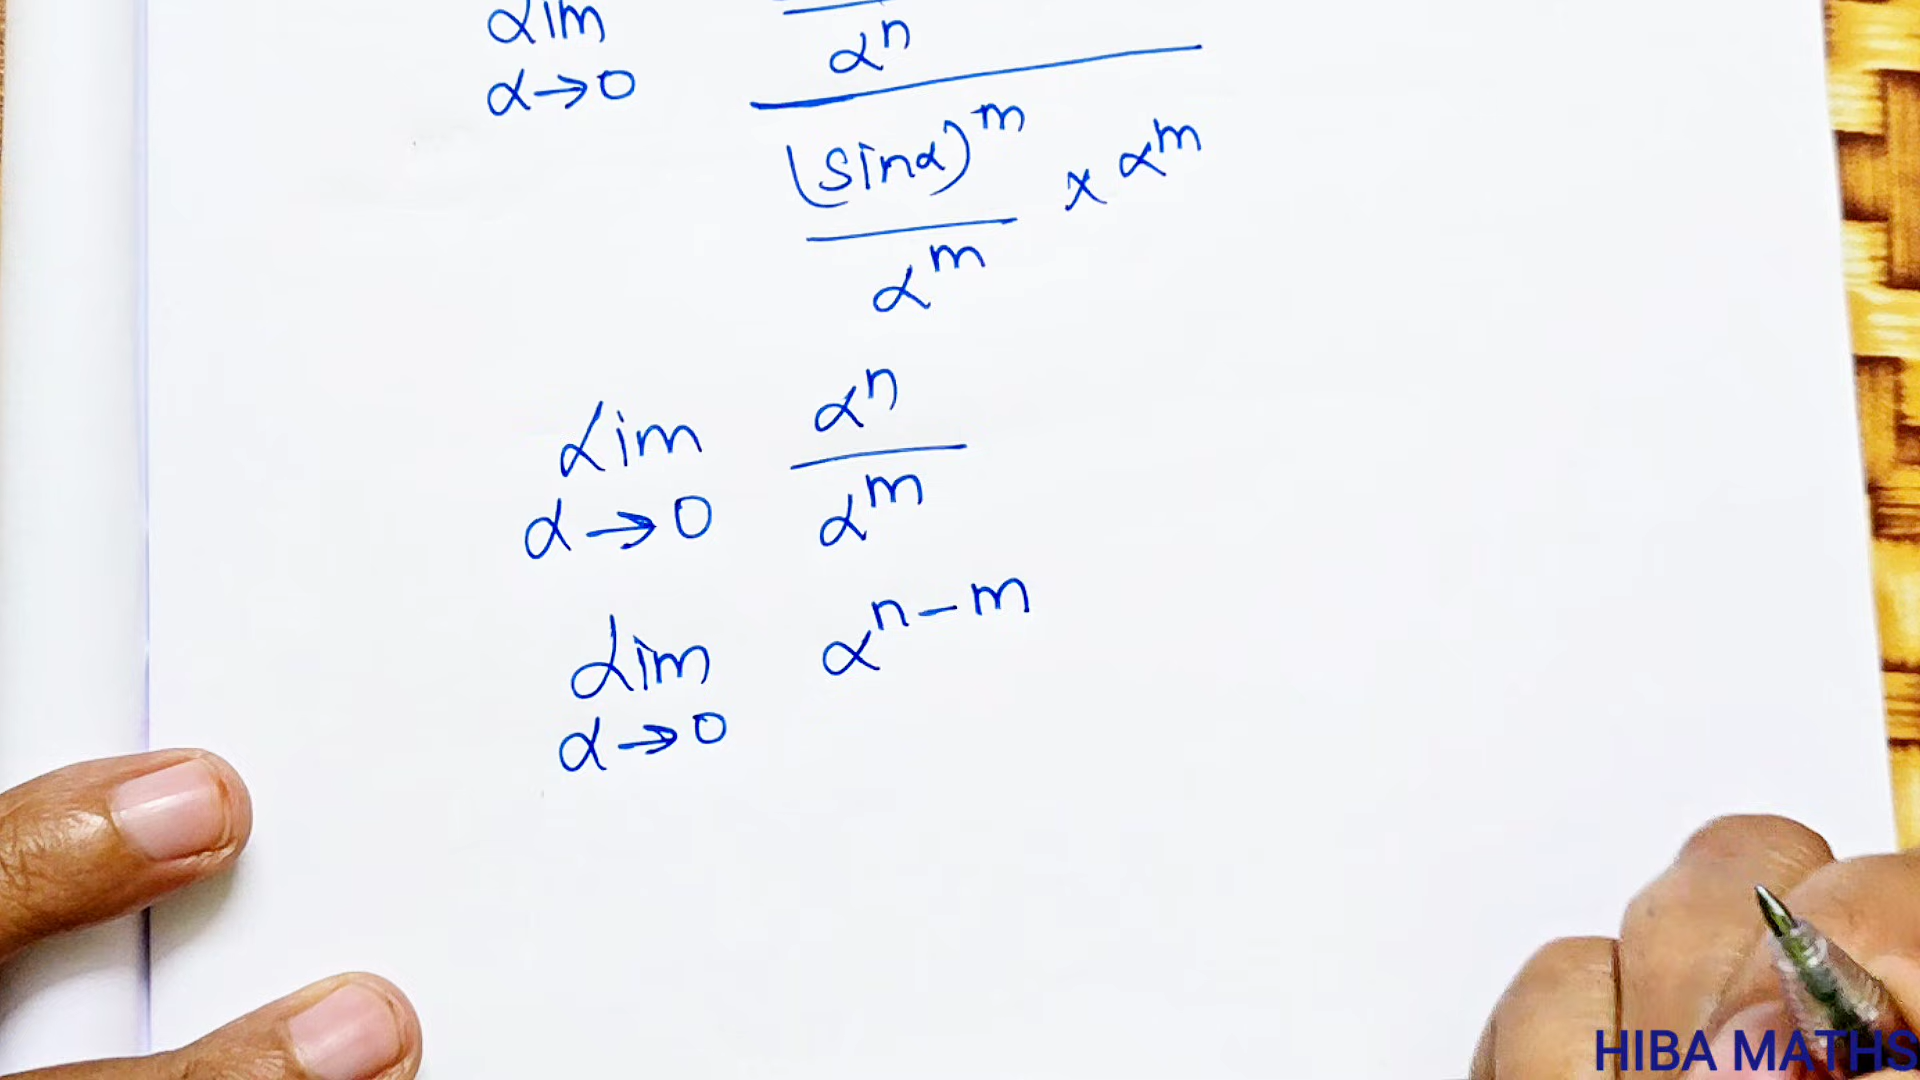 Lim
αⁿ
α→0
(sinα)ᵐ × αᵐ
αᵐ
Lim αⁿ
α→0 αᵐ
Lim αⁿ⁻ᵐ
α→0
HIBA MATHS